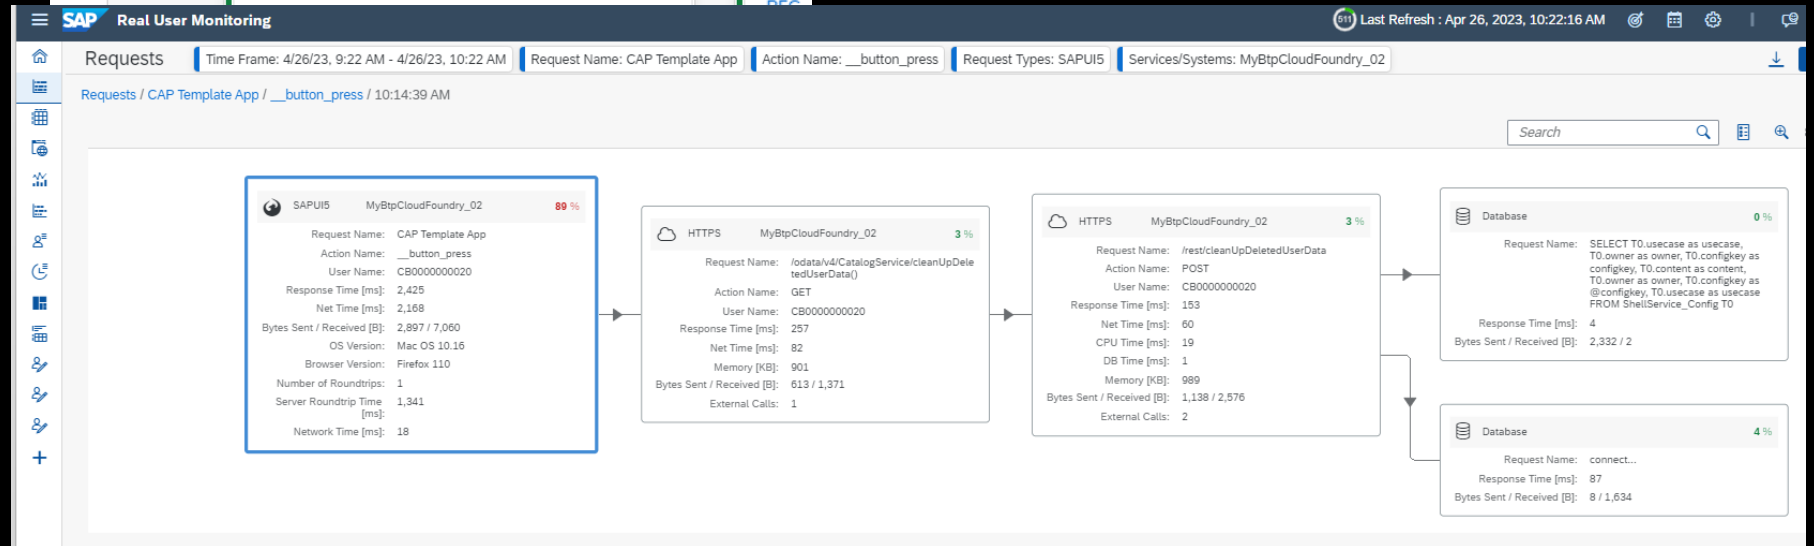 SAP Real User Monitoring
511 Last Refresh : Apr 26, 2023, 10:22:16 AM
Requests
Time Frame: 4/26/23, 9:22 AM - 4/26/23, 10:22 AM
Request Name: CAP Template App
Action Name: __button_press
Request Types: SAPUI5
Services/Systems: MyBtpCloudFoundry_02
Requests / CAP Template App / __button_press / 10:14:39 AM
Search
SAPUI5 MyBtpCloudFoundry_02 89 %
Request Name: CAP Template App
Action Name: __button_press
User Name: CB0000000020
Response Time [ms]: 2,425
Net Time [ms]: 2,168
Bytes Sent / Received [B]: 2,897 / 7,060
OS Version: Mac OS 10.16
Browser Version: Firefox 110
Number of Roundtrips: 1
Server Roundtrip Time 1,341
[ms]:
Network Time [ms]: 18
HTTPS MyBtpCloudFoundry_02 3 %
Request Name: /odata/v4/CatalogService/cleanUpDele
tedUserData()
Action Name: GET
User Name: CB0000000020
Response Time [ms]: 257
Net Time [ms]: 82
Memory [KB]: 901
Bytes Sent / Received [B]: 613 / 1,371
External Calls: 1
HTTPS MyBtpCloudFoundry_02 3 %
Request Name: /rest/cleanUpDeletedUserData
Action Name: POST
User Name: CB0000000020
Response Time [ms]: 153
Net Time [ms]: 60
CPU Time [ms]: 19
DB Time [ms]: 1
Memory [KB]: 989
Bytes Sent / Received [B]: 1,138 / 2,576
External Calls: 2
Database 0 %
Request Name: SELECT T0.usecase as usecase,
T0.owner as owner, T0.configkey as
configkey, T0.content as content,
T0.owner as owner, T0.configkey as
@configkey, T0.usecase as usecase
FROM ShellService_Config T0
Response Time [ms]: 4
Bytes Sent / Received [B]: 2,332 / 2
Database 4 %
Request Name: connect...
Response Time [ms]: 87
Bytes Sent / Received [B]: 8 / 1,634